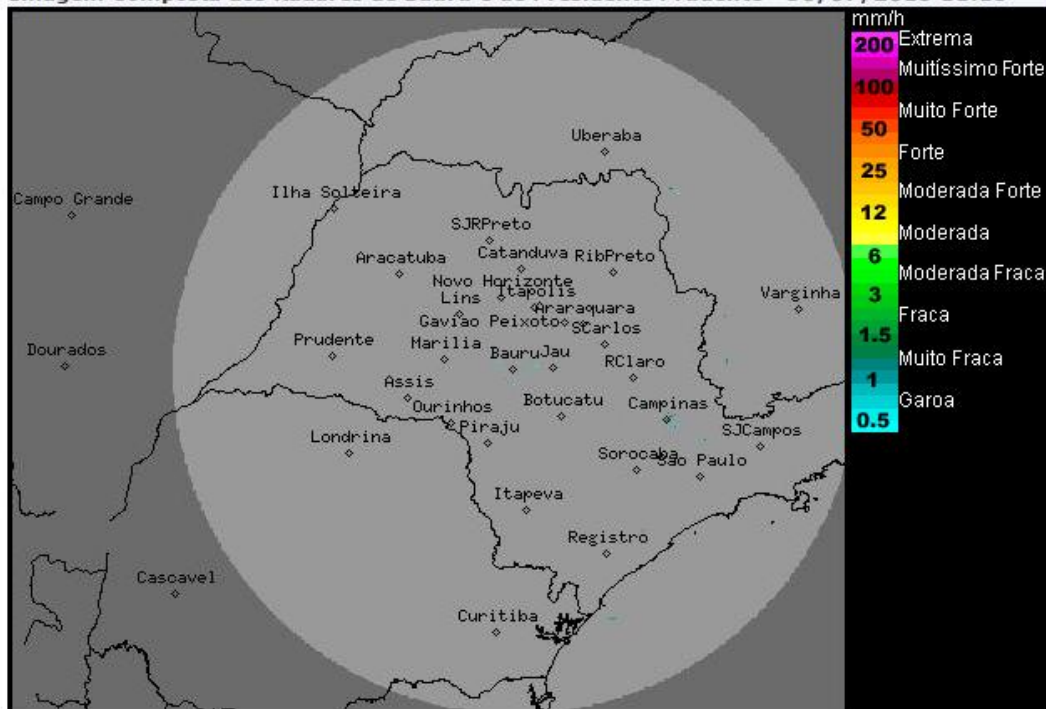 mm/h
200 Extrema
Muitíssimo Forte
100
Muito Forte
50
Forte
25
Moderada Forte
12
Moderada
6
Moderada Fraca
3
Fraca
1.5
Muito Fraca
1
Garoa
0.5
Uberaba
Campo Grande
Ilha Solteira
SJRPreto
Catanduva
Aracatuba
RibPreto
Novo Horizonte
Itapolis
Lins
Araraquara
Varginha
Gaviao Peixoto
SCarlos
Prudente
Marilia
Dourados
Bauru
Jau
RClaro
Assis
Ourinhos
Botucatu
Campinas
Piraju
SJCampos
Londrina
Sorocaba
Sao Paulo
Itapeva
Registro
Cascavel
Curitiba